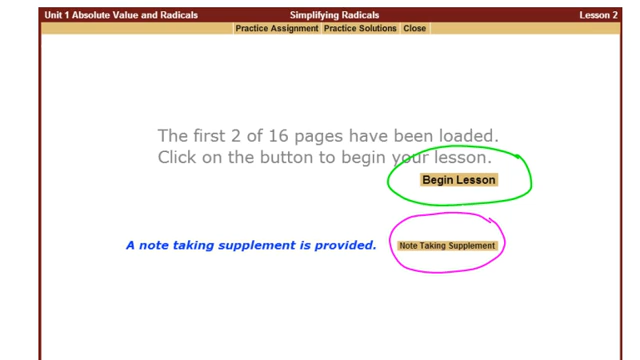 Unit 1 Absolute Value and Radicals Simplifying Radicals Lesson 2
Practice Assignment Practice Solutions Close
The first 2 of 16 pages have been loaded.
Click on the button to begin your lesson.
Begin Lesson
A note taking supplement is provided. Note Taking Supplement